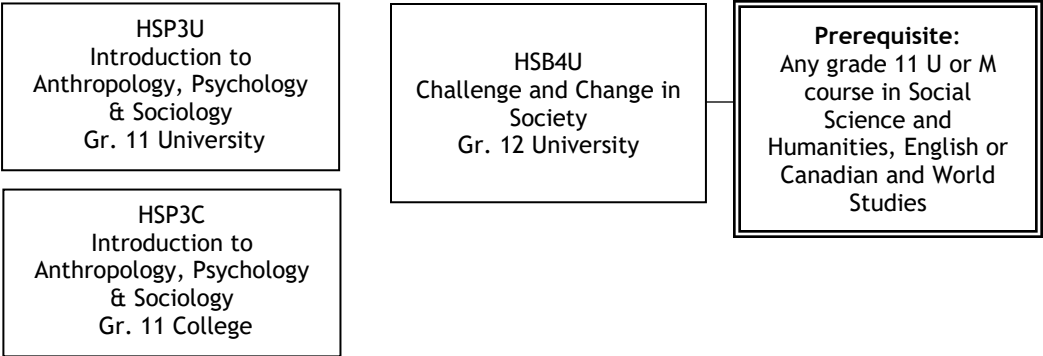 HSP3U
Introduction to
Anthropology, Psychology
& Sociology
Gr. 11 University
HSP3C
Introduction to
Anthropology, Psychology
& Sociology
Gr. 11 College
HSB4U
Challenge and Change in
Society
Gr. 12 University
Prerequisite:
Any grade 11 U or M
course in Social
Science and
Humanities, English or
Canadian and World
Studies